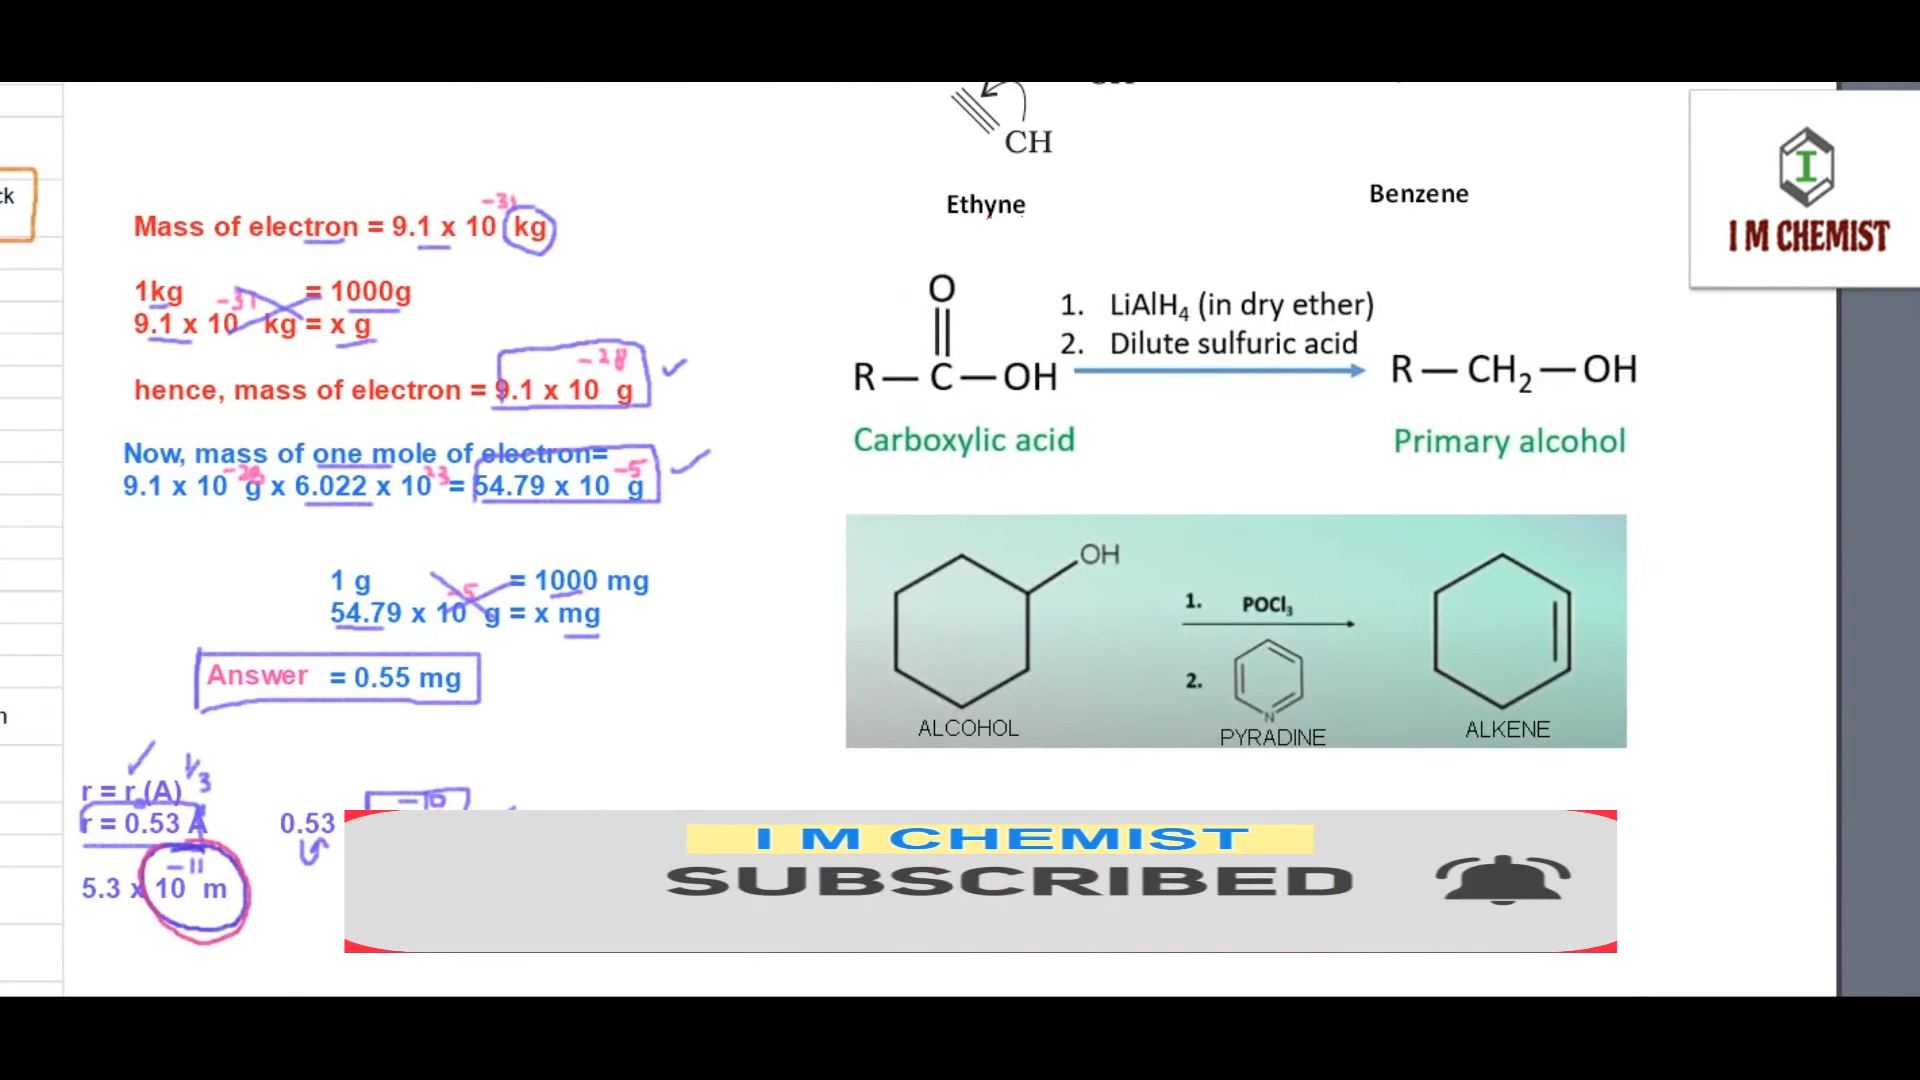 ck
n
Mass of electron = 9.1 x 10⁻³¹ kg
1kg = 1000g
9.1 x 10⁻³¹ kg = x g
hence, mass of electron = 9.1 x 10⁻²⁸ g
Now, mass of one mole of electron=
9.1 x 10⁻²⁸ g x 6.022 x 10²³ = 54.79 x 10⁻⁵ g
1 g = 1000 mg
54.79 x 10⁻⁵ g = x mg
Answer = 0.55 mg
r = r₀(A)¹/³
r = 0.53 A
0.53
-10
5.3 x 10⁻¹¹ m
CH
Ethyne
Benzene
O
R—C—OH
1. LiAlH₄ (in dry ether)
2. Dilute sulfuric acid
R—CH₂—OH
Carboxylic acid
Primary alcohol
OH
1. POCl₃
2.
N
ALCOHOL
PYRADINE
ALKENE
I
I M CHEMIST
I M CHEMIST
SUBSCRIBED